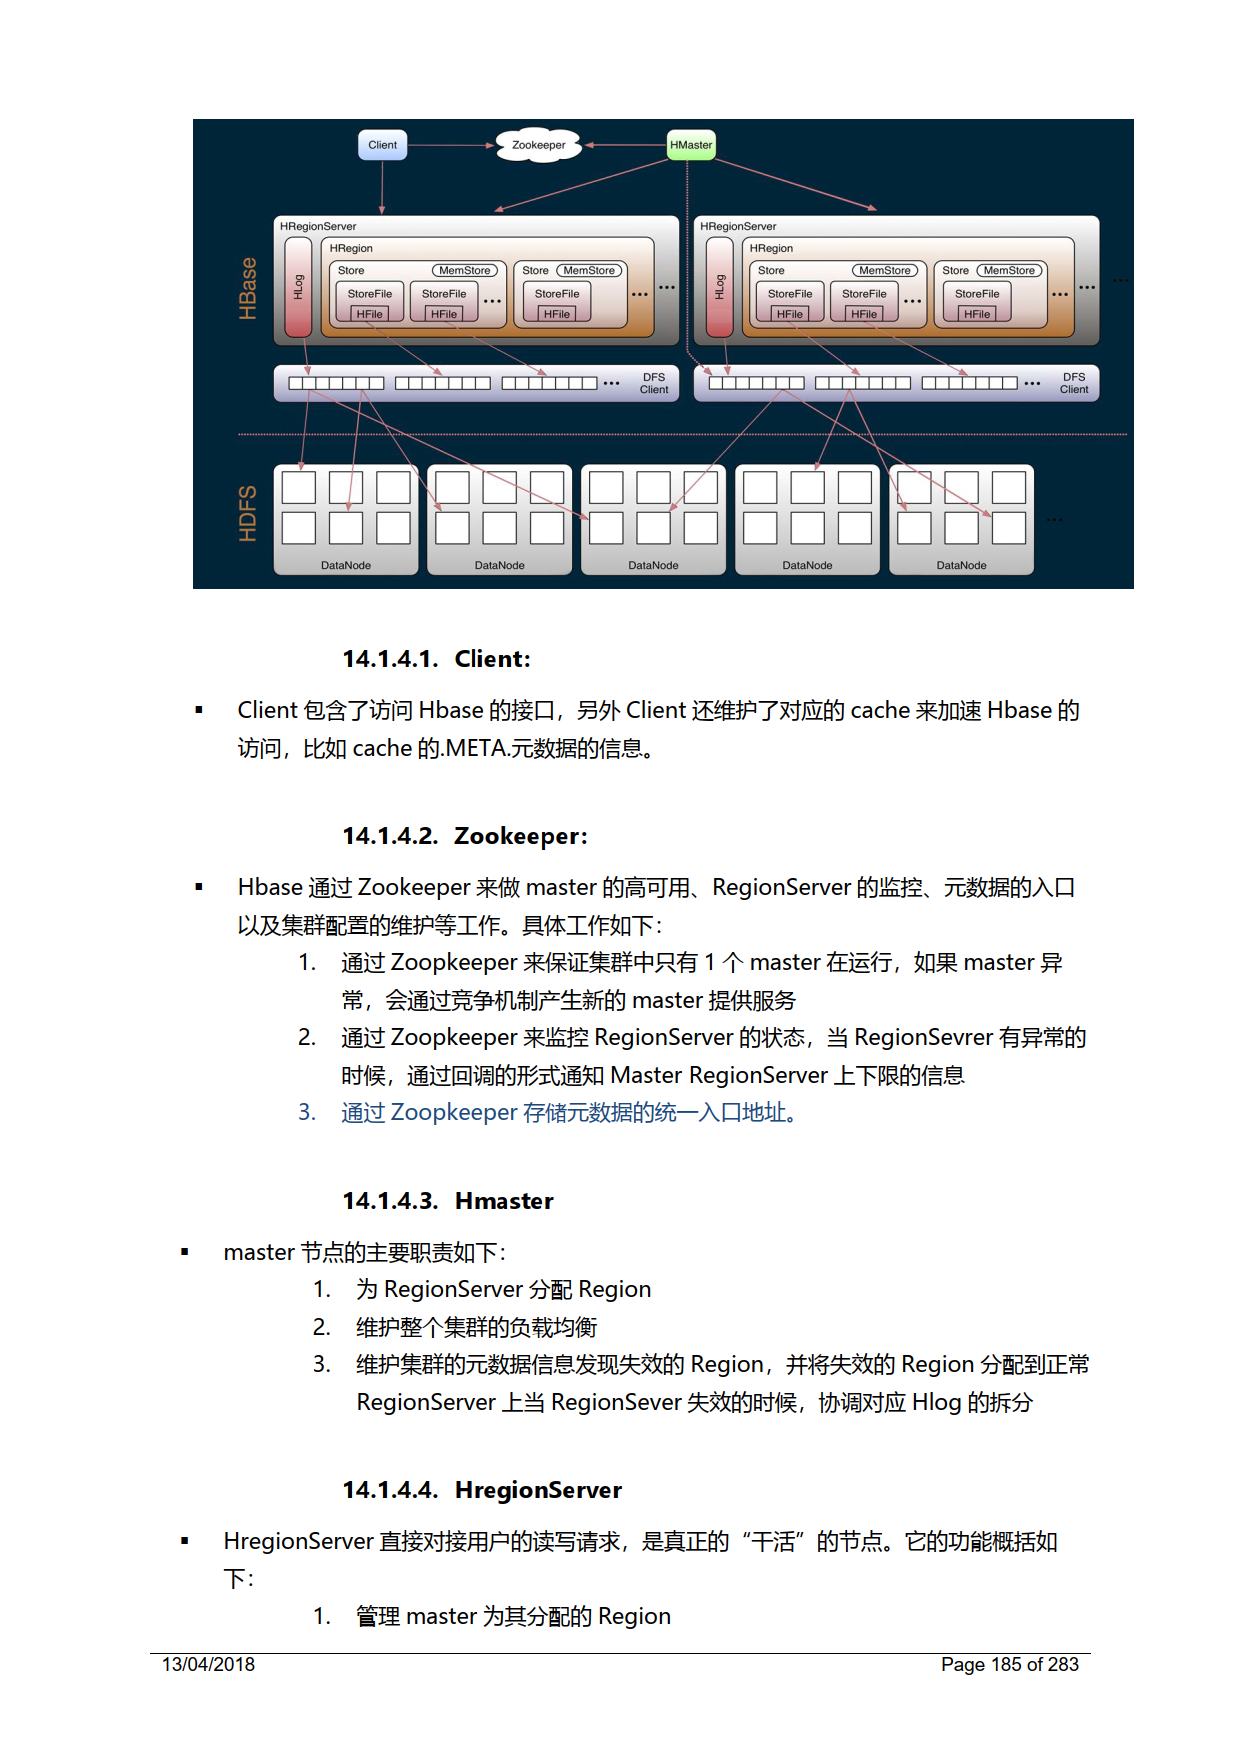 Client
Zookeeper
HMaster
HBase
HRegionServer
HLog
HRegion
Store
MemStore
StoreFile
HFile
StoreFile
HFile
...
Store
MemStore
StoreFile
HFile
...
...
HRegionServer
HLog
HRegion
Store
MemStore
StoreFile
HFile
StoreFile
HFile
...
Store
MemStore
StoreFile
HFile
...
...
...
...
DFS
Client
...
DFS
Client
HDFS
DataNode
DataNode
DataNode
DataNode
DataNode
...
14.1.4.1. Client：
▪ Client 包含了访问 Hbase 的接口，另外 Client 还维护了对应的 cache 来加速 Hbase 的
访问，比如 cache 的.META.元数据的信息。
14.1.4.2. Zookeeper：
▪ Hbase 通过 Zookeeper 来做 master 的高可用、RegionServer 的监控、元数据的入口
以及集群配置的维护等工作。具体工作如下：
1. 通过 Zoopkeeper 来保证集群中只有 1 个 master 在运行，如果 master 异
常，会通过竞争机制产生新的 master 提供服务
2. 通过 Zoopkeeper 来监控 RegionServer 的状态，当 RegionSevrer 有异常的
时候，通过回调的形式通知 Master RegionServer 上下限的信息
3. 通过 Zoopkeeper 存储元数据的统一入口地址。
14.1.4.3. Hmaster
▪ master 节点的主要职责如下：
1. 为 RegionServer 分配 Region
2. 维护整个集群的负载均衡
3. 维护集群的元数据信息发现失效的 Region，并将失效的 Region 分配到正常
RegionServer 上当 RegionSever 失效的时候，协调对应 Hlog 的拆分
14.1.4.4. HregionServer
▪ HregionServer 直接对接用户的读写请求，是真正的“干活”的节点。它的功能概括如
下：
1. 管理 master 为其分配的 Region
13/04/2018
Page 185 of 283